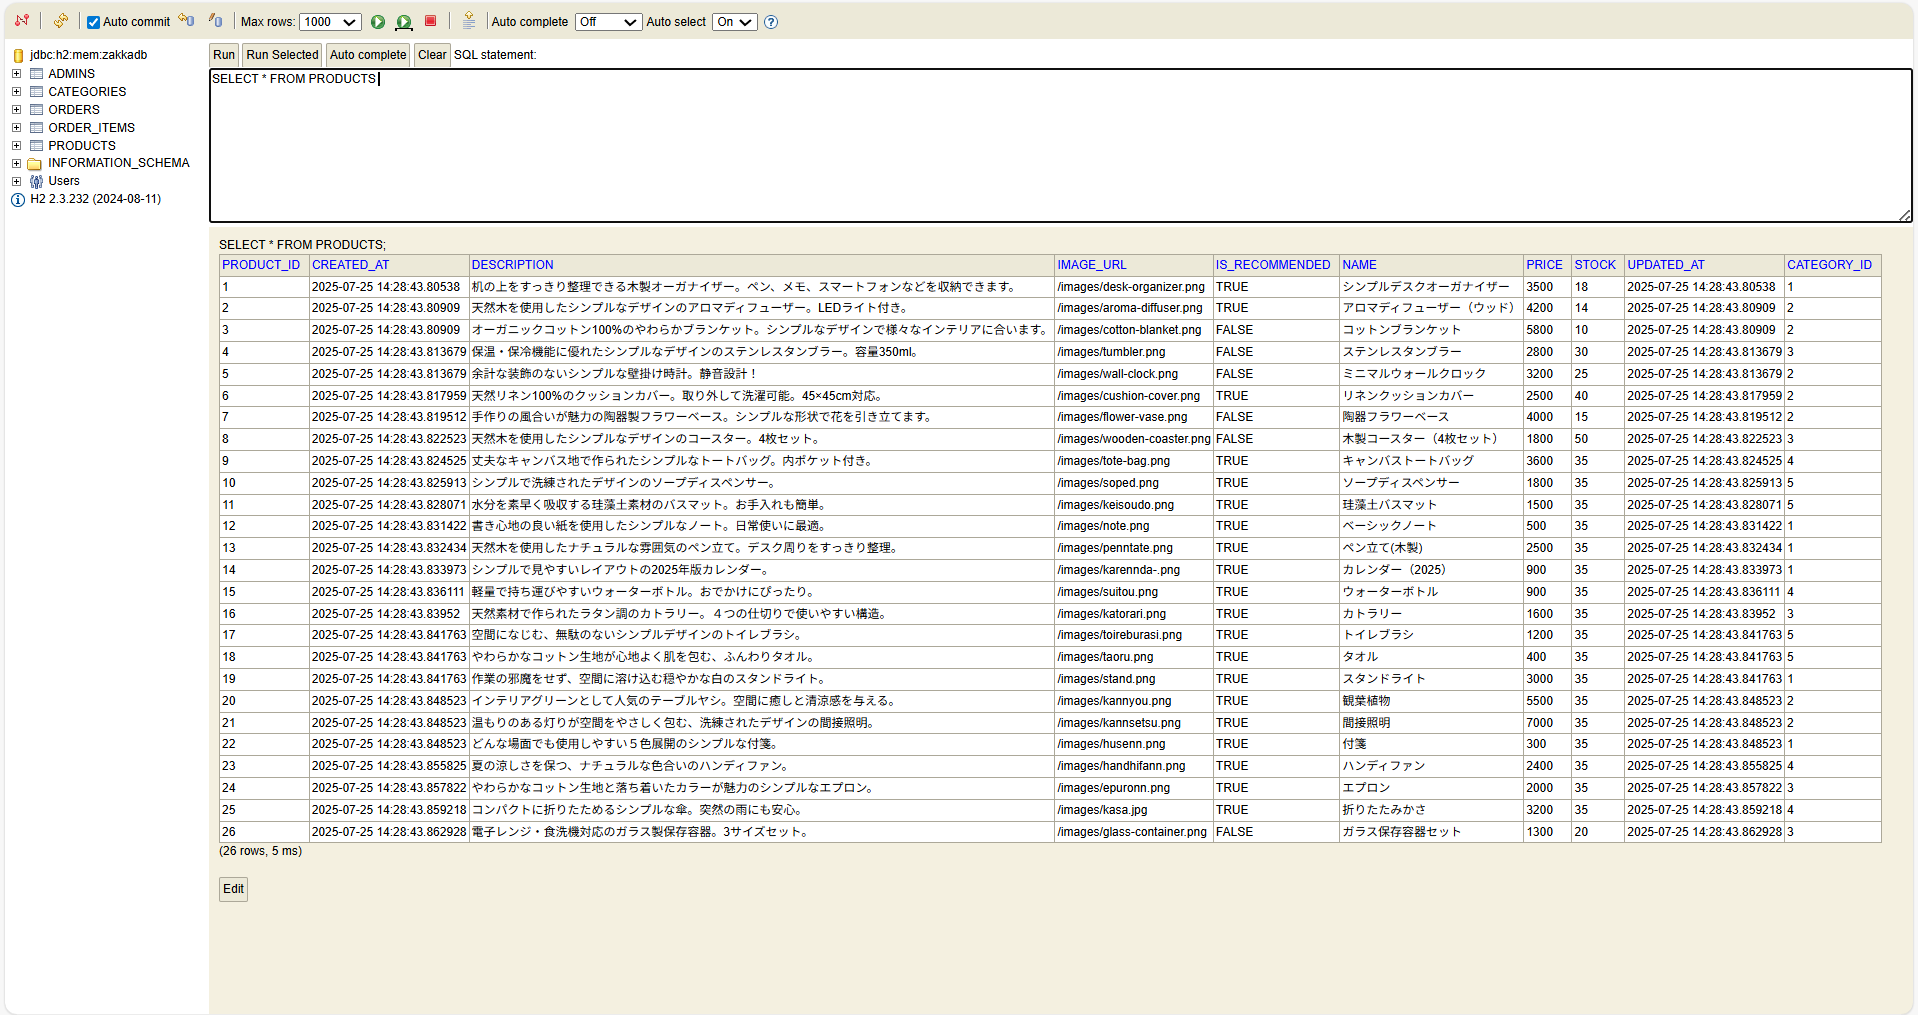 Auto commit Max rows: 1000 Auto complete Off Auto select On
jdbc:h2:mem:zakkadb
ADMINS
CATEGORIES
ORDERS
ORDER_ITEMS
PRODUCTS
INFORMATION_SCHEMA
Users
H2 2.3.232 (2024-08-11)
Run Run Selected Auto complete Clear SQL statement:
SELECT * FROM PRODUCTS
SELECT * FROM PRODUCTS;
PRODUCT_ID CREATED_AT DESCRIPTION IMAGE_URL IS_RECOMMENDED NAME PRICE STOCK UPDATED_AT CATEGORY_ID
1 2025-07-25 14:28:43.80538 机の上をすっきり整理できる木製オーガナイザー。ペン、メモ、スマートフォンなどを収納できます。 /images/desk-organizer.png TRUE シンプルデスクオーガナイザー 3500 18 2025-07-25 14:28:43.80538 1
2 2025-07-25 14:28:43.80909 天然木を使用したシンプルなデザインのアロマディフューザー。LEDライト付き。 /images/aroma-diffuser.png TRUE アロマディフューザー（ウッド） 4200 14 2025-07-25 14:28:43.80909 2
3 2025-07-25 14:28:43.80909 オーガニックコットン100%のやわらかブランケット。シンプルなデザインで様々なインテリアに合います。 /images/cotton-blanket.png FALSE コットンブランケット 5800 10 2025-07-25 14:28:43.80909 2
4 2025-07-25 14:28:43.813679 保温・保冷機能に優れたシンプルなデザインのステンレスタンブラー。容量350ml。 /images/tumbler.png FALSE ステンレスタンブラー 2800 30 2025-07-25 14:28:43.813679 3
5 2025-07-25 14:28:43.813679 余計な装飾のないシンプルな壁掛け時計。静音設計！ /images/wall-clock.png FALSE ミニマルウォールクロック 3200 25 2025-07-25 14:28:43.813679 2
6 2025-07-25 14:28:43.817959 天然リネン100%のクッションカバー。取り外して洗濯可能。45×45cm対応。 /images/cushion-cover.png TRUE リネンクッションカバー 2500 40 2025-07-25 14:28:43.817959 2
7 2025-07-25 14:28:43.819512 手作りの風合いが魅力の陶器製フラワーベース。シンプルな形状で花を引き立てます。 /images/flower-vase.png FALSE 陶器フラワーベース 4000 15 2025-07-25 14:28:43.819512 2
8 2025-07-25 14:28:43.822523 天然木を使用したシンプルなデザインのコースター。4枚セット。 /images/wooden-coaster.png FALSE 木製コースター（4枚セット） 1800 50 2025-07-25 14:28:43.822523 3
9 2025-07-25 14:28:43.824525 丈夫なキャンバス地で作られたシンプルなトートバッグ。内ポケット付き。 /images/tote-bag.png TRUE キャンバストートバッグ 3600 35 2025-07-25 14:28:43.824525 4
10 2025-07-25 14:28:43.825913 シンプルで洗練されたデザインのソープディスペンサー。 /images/soped.png TRUE ソープディスペンサー 1800 35 2025-07-25 14:28:43.825913 5
11 2025-07-25 14:28:43.828071 水分を素早く吸収する珪藻土素材のバスマット。お手入れも簡単。 /images/keisoudo.png TRUE 珪藻土バスマット 1500 35 2025-07-25 14:28:43.828071 5
12 2025-07-25 14:28:43.831422 書き心地の良い紙を使用したシンプルなノート。日常使いに最適。 /images/note.png TRUE ベーシックノート 500 35 2025-07-25 14:28:43.831422 1
13 2025-07-25 14:28:43.832434 天然木を使用したナチュラルな雰囲気のペン立て。デスク周りをすっきり整理。 /images/penntate.png TRUE ペン立て(木製) 2500 35 2025-07-25 14:28:43.832434 1
14 2025-07-25 14:28:43.833973 シンプルで見やすいレイアウトの2025年版カレンダー。 /images/karennda-.png TRUE カレンダー（2025） 900 35 2025-07-25 14:28:43.833973 1
15 2025-07-25 14:28:43.836111 軽量で持ち運びやすいウォーターボトル。おでかけにぴったり。 /images/suitou.png TRUE ウォーターボトル 900 35 2025-07-25 14:28:43.836111 4
16 2025-07-25 14:28:43.83952 天然素材で作られたラタン調のカトラリー。４つの仕切りで使いやすい構造。 /images/katorari.png TRUE カトラリー 1600 35 2025-07-25 14:28:43.83952 3
17 2025-07-25 14:28:43.841763 空間になじむ、無駄のないシンプルデザインのトイレブラシ。 /images/toireburasi.png TRUE トイレブラシ 1200 35 2025-07-25 14:28:43.841763 5
18 2025-07-25 14:28:43.841763 やわらかなコットン生地が心地よく肌を包む、ふんわりタオル。 /images/taoru.png TRUE タオル 400 35 2025-07-25 14:28:43.841763 5
19 2025-07-25 14:28:43.841763 作業の邪魔をせず、空間に溶け込む穏やかな白のスタンドライト。 /images/stand.png TRUE スタンドライト 3000 35 2025-07-25 14:28:43.841763 1
20 2025-07-25 14:28:43.848523 インテリアグリーンとして人気のテーブルヤシ。空間に癒しと清涼感を与える。 /images/kannyou.png TRUE 観葉植物 5500 35 2025-07-25 14:28:43.848523 2
21 2025-07-25 14:28:43.848523 温もりのある灯りが空間をやさしく包む、洗練されたデザインの間接照明。 /images/kannsetsu.png TRUE 間接照明 7000 35 2025-07-25 14:28:43.848523 2
22 2025-07-25 14:28:43.848523 どんな場面でも使用しやすい５色展開のシンプルな付箋。 /images/husenn.png TRUE 付箋 300 35 2025-07-25 14:28:43.848523 1
23 2025-07-25 14:28:43.855825 夏の涼しさを保つ、ナチュラルな色合いのハンディファン。 /images/handhifann.png TRUE ハンディファン 2400 35 2025-07-25 14:28:43.855825 4
24 2025-07-25 14:28:43.857822 やわらかなコットン生地と落ち着いたカラーが魅力のシンプルなエプロン。 /images/epuronn.png TRUE エプロン 2000 35 2025-07-25 14:28:43.857822 3
25 2025-07-25 14:28:43.859218 コンパクトに折りたためるシンプルな傘。突然の雨にも安心。 /images/kasa.jpg TRUE 折りたたみかさ 3200 35 2025-07-25 14:28:43.859218 4
26 2025-07-25 14:28:43.862928 電子レンジ・食洗機対応のガラス製保存容器。3サイズセット。 /images/glass-container.png FALSE ガラス保存容器セット 1300 20 2025-07-25 14:28:43.862928 3
(26 rows, 5 ms)
Edit